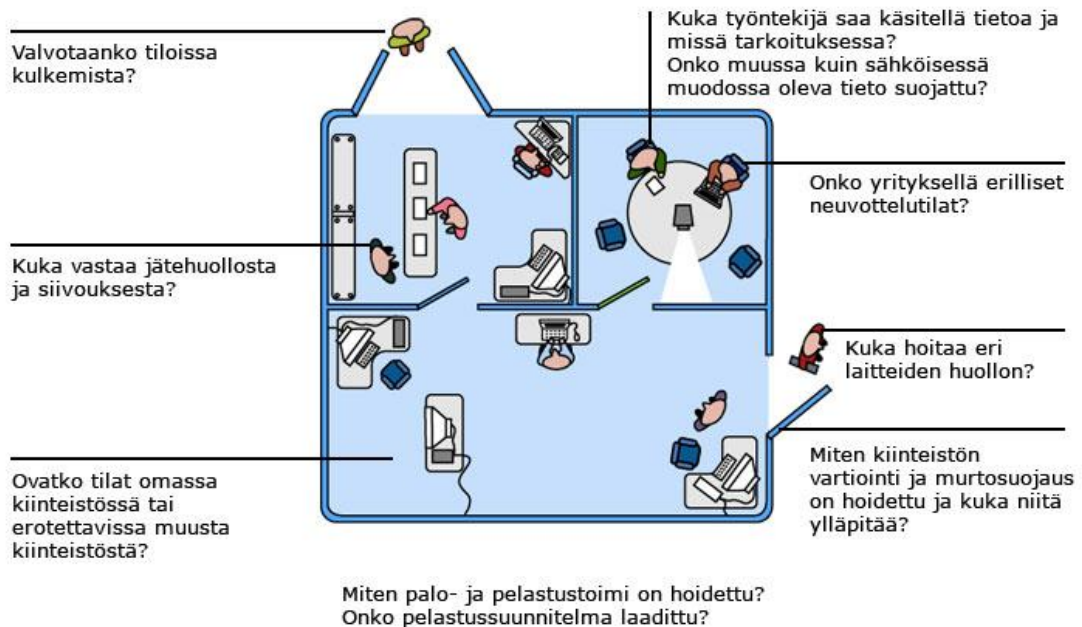 Valvotaanko tiloissa
kulkemista?
Kuka työntekijä saa käsitellä tietoa ja
missä tarkoituksessa?
Onko muussa kuin sähköisessä
muodossa oleva tieto suojattu?
Onko yrityksellä erilliset
neuvottelutilat?
Kuka vastaa jätehuollosta
ja siivouksesta?
Kuka hoitaa eri
laitteiden huollon?
Miten kiinteistön
vartiointi ja murtosuojaus
on hoidettu ja kuka niitä
ylläpitää?
Ovatko tilat omassa
kiinteistössä tai
erotettavissa muusta
kiinteistöstä?
Miten palo- ja pelastustoimi on hoidettu?
Onko pelastussuunnitelma laadittu?